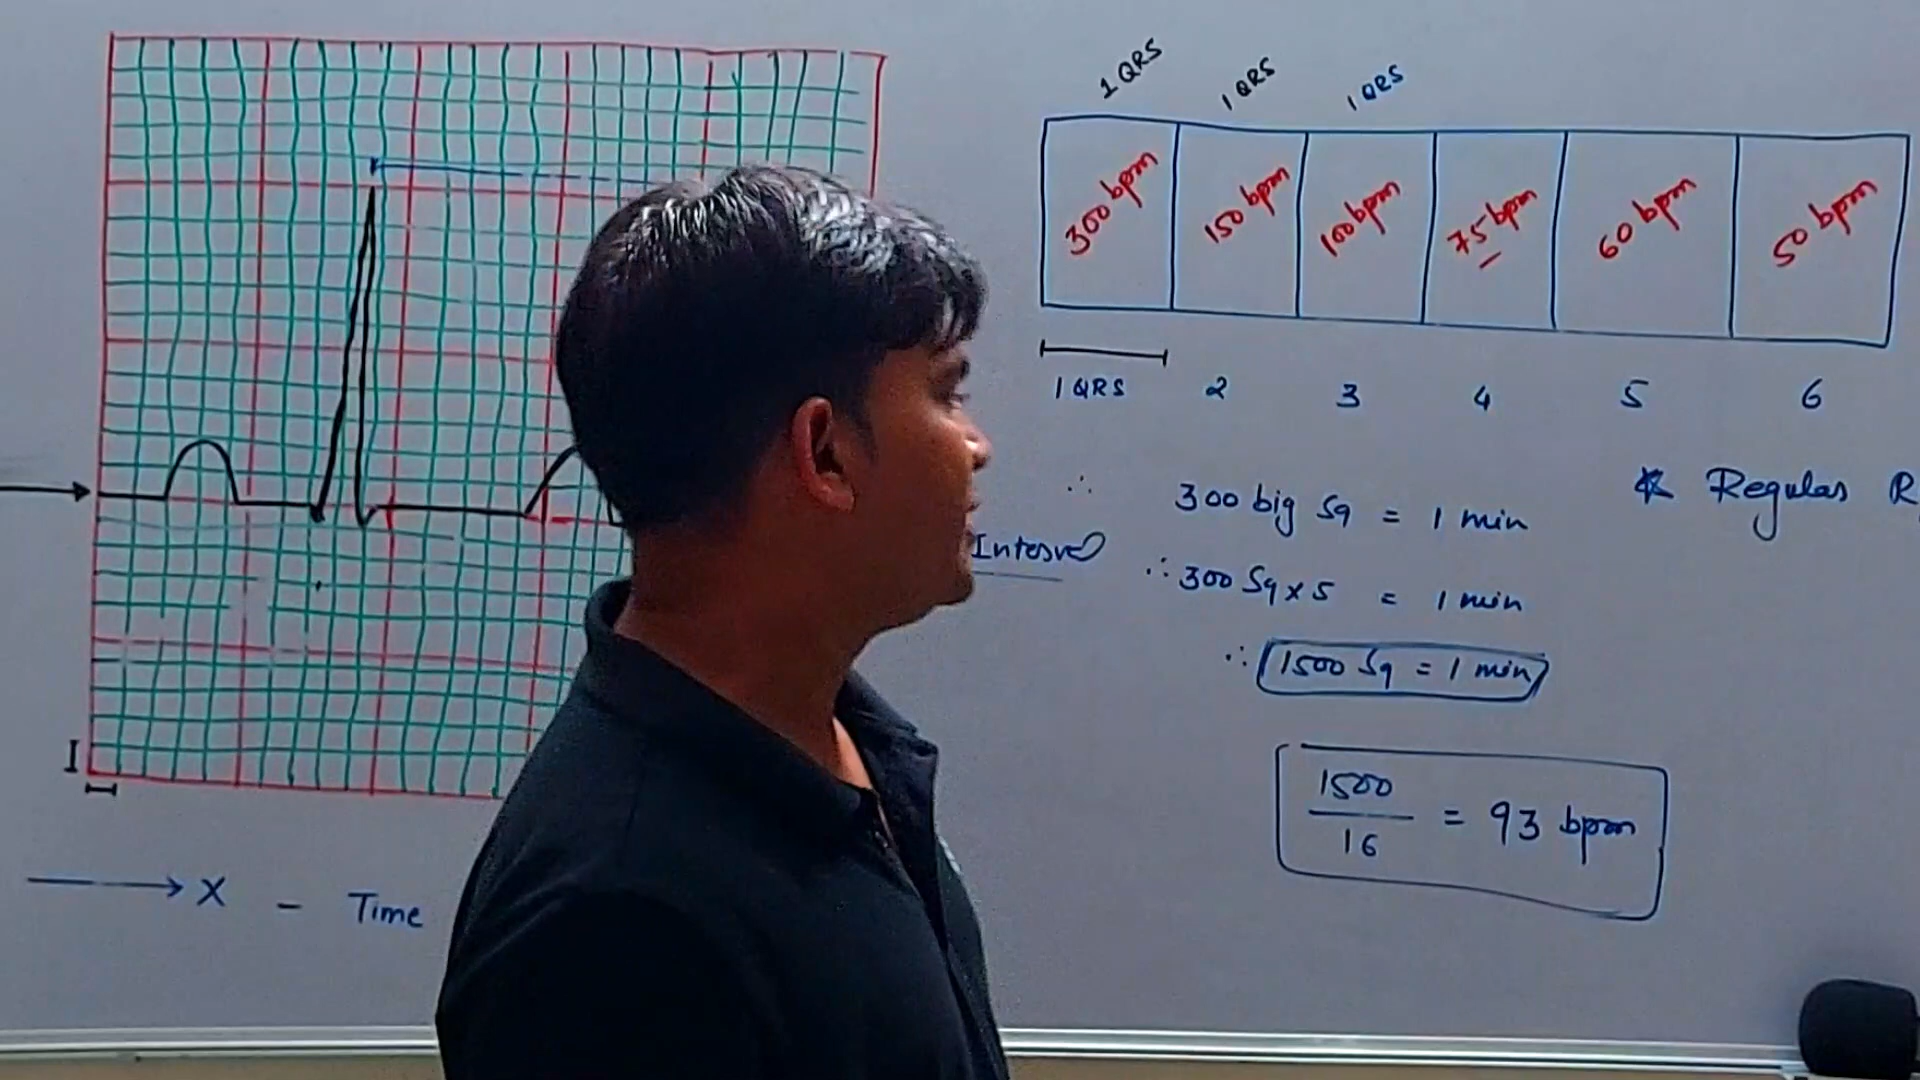 1 QRS
1 QRS
1 QRS
300 bpm
150 bpm
100 bpm
75 bpm
60 bpm
50 bpm
1 QRS
2
3
4
5
6
∴ 300 big Sq = 1 min
* Regular R
Interval
∴ 300 Sq x 5 = 1 min
∴ 1500 Sq = 1 min
1500
16
= 93 bpm
X - Time